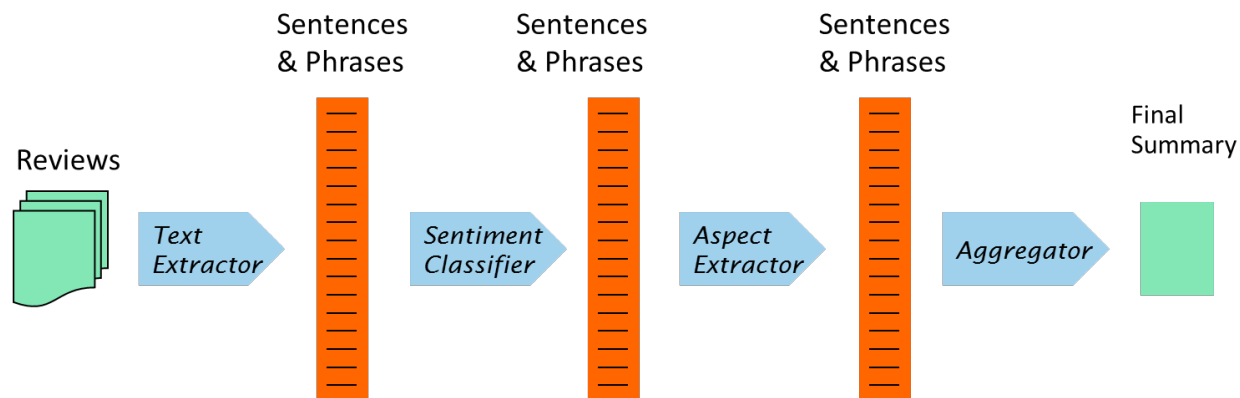 Sentences
& Phrases
Sentences
& Phrases
Sentences
& Phrases
Final
Summary
Reviews
Text
Extractor
Sentiment
Classifier
Aspect
Extractor
Aggregator